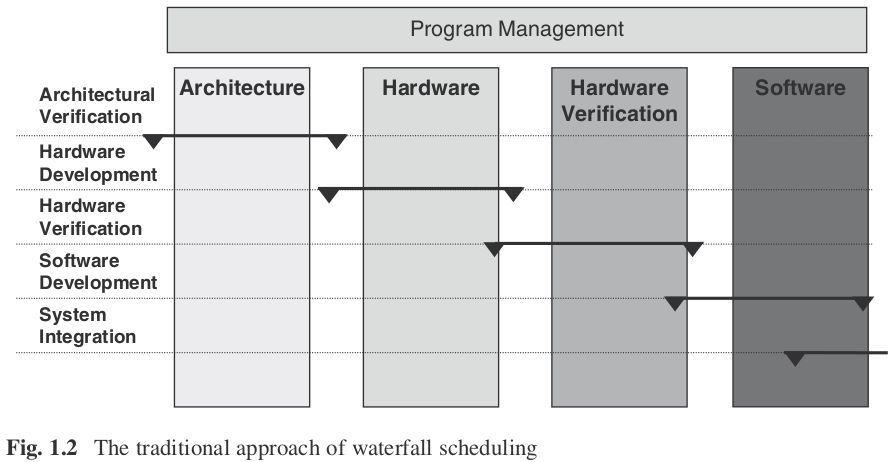 Program Management
Architecture
Hardware
Hardware
Verification
Software
Architectural
Verification
Hardware
Development
Hardware
Verification
Software
Development
System
Integration
Fig. 1.2 The traditional approach of waterfall scheduling